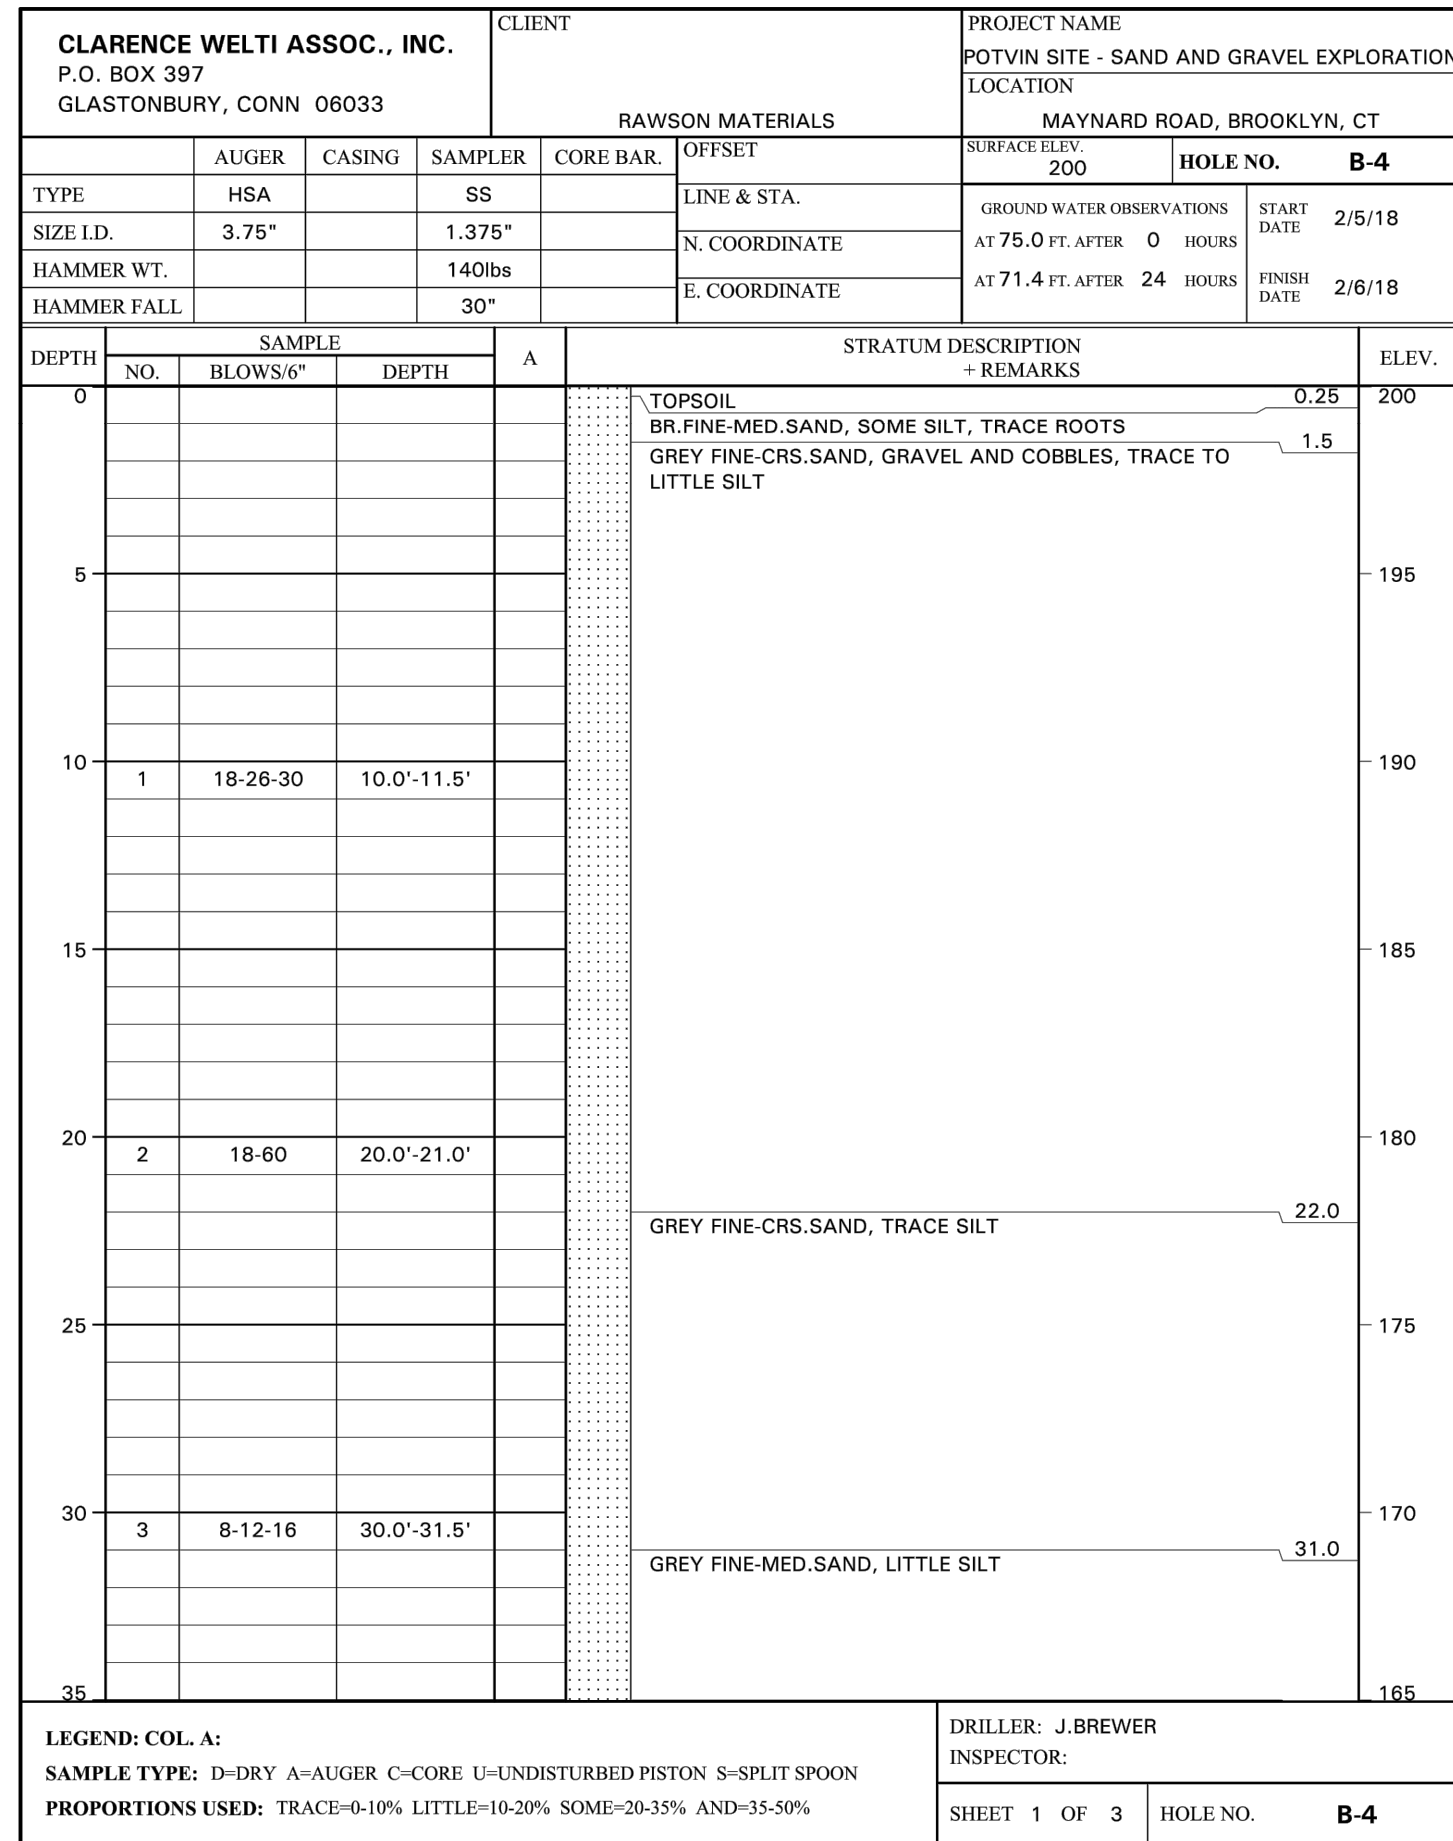 CLARENCE WELTI ASSOC., INC.
P.O. BOX 397
GLASTONBURY, CONN 06033
CLIENT
RAWSON MATERIALS
PROJECT NAME
POTVIN SITE - SAND AND GRAVEL EXPLORATION
LOCATION
MAYNARD ROAD, BROOKLYN, CT
AUGER CASING SAMPLER CORE BAR.
TYPE HSA SS
SIZE I.D. 3.75" 1.375"
HAMMER WT. 140lbs
HAMMER FALL 30"
OFFSET
LINE & STA.
N. COORDINATE
E. COORDINATE
SURFACE ELEV.
200
HOLE NO. B-4
GROUND WATER OBSERVATIONS
AT 75.0 FT. AFTER 0 HOURS
AT 71.4 FT. AFTER 24 HOURS
START
DATE
2/5/18
FINISH
DATE
2/6/18
DEPTH
SAMPLE
NO. BLOWS/6" DEPTH
A
STRATUM DESCRIPTION
+ REMARKS
ELEV.
0 200
TOPSOIL 0.25
BR.FINE-MED.SAND, SOME SILT, TRACE ROOTS
1.5
GREY FINE-CRS.SAND, GRAVEL AND COBBLES, TRACE TO
LITTLE SILT
5 195
10 190
1 18-26-30 10.0'-11.5'
15 185
20 180
2 18-60 20.0'-21.0'
22.0
GREY FINE-CRS.SAND, TRACE SILT
25 175
30 170
3 8-12-16 30.0'-31.5'
31.0
GREY FINE-MED.SAND, LITTLE SILT
35 165
LEGEND: COL. A:
SAMPLE TYPE: D=DRY A=AUGER C=CORE U=UNDISTURBED PISTON S=SPLIT SPOON
PROPORTIONS USED: TRACE=0-10% LITTLE=10-20% SOME=20-35% AND=35-50%
DRILLER: J.BREWER
INSPECTOR:
SHEET 1 OF 3
HOLE NO. B-4